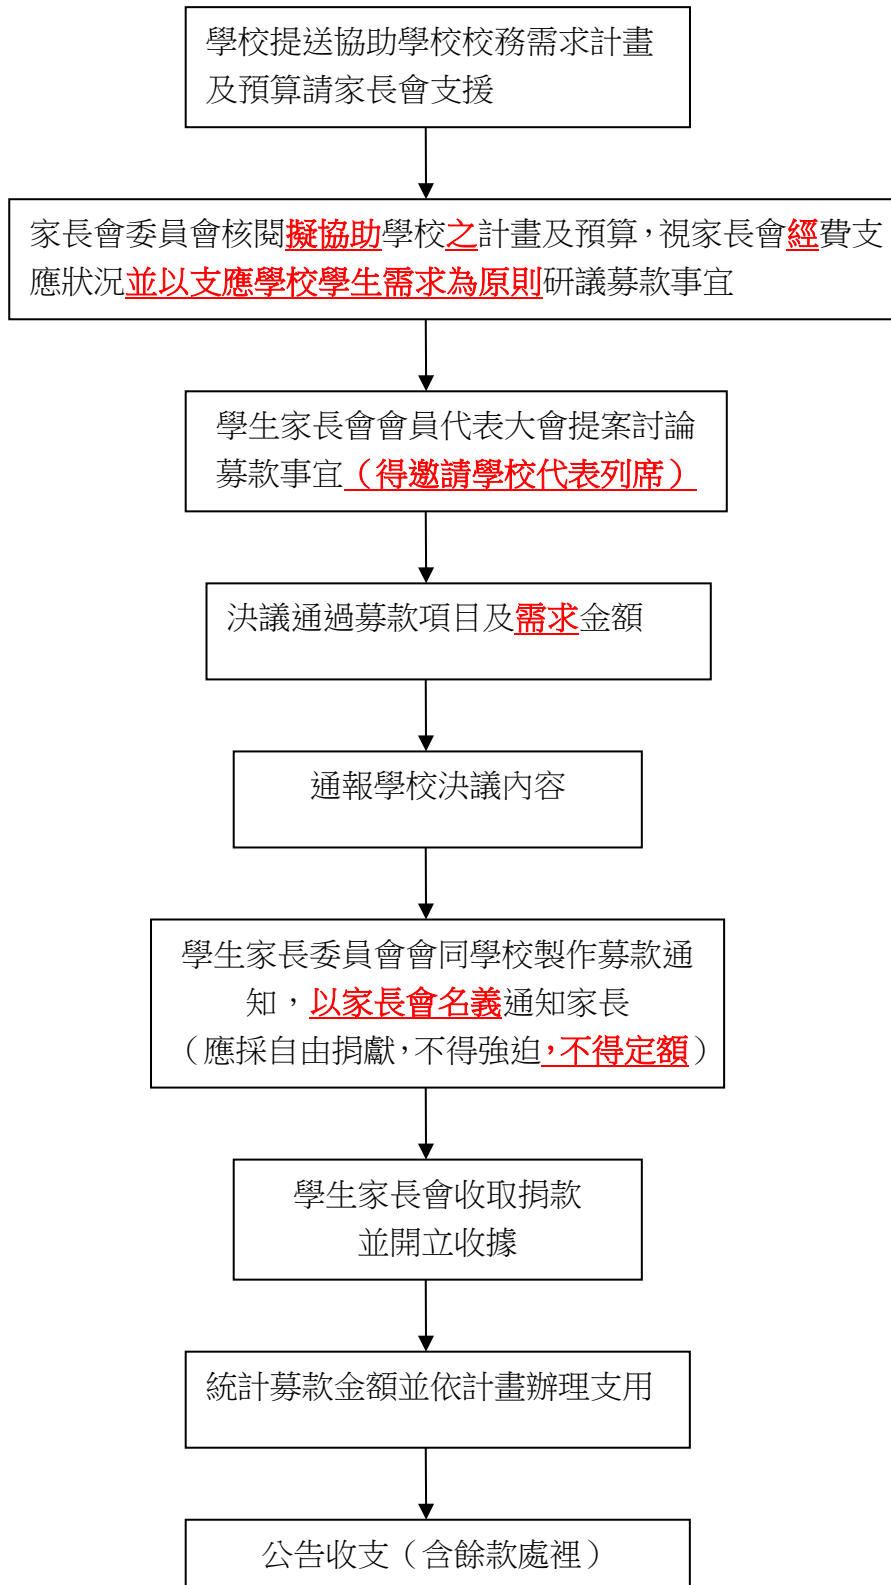 學校提送協助學校校務需求計畫
及預算請家長會支援
家長會委員會核閱擬協助學校之計畫及預算，視家長會經費支
應狀況並以支應學校學生需求為原則研議募款事宜
學生家長會會員代表大會提案討論
募款事宜（得邀請學校代表列席）
決議通過募款項目及需求金額
通報學校決議內容
學生家長委員會會同學校製作募款通
知，以家長會名義通知家長
（應採自由捐獻，不得強迫，不得定額）
學生家長會收取捐款
並開立收據
統計募款金額並依計畫辦理支用
公告收支（含餘款處裡）